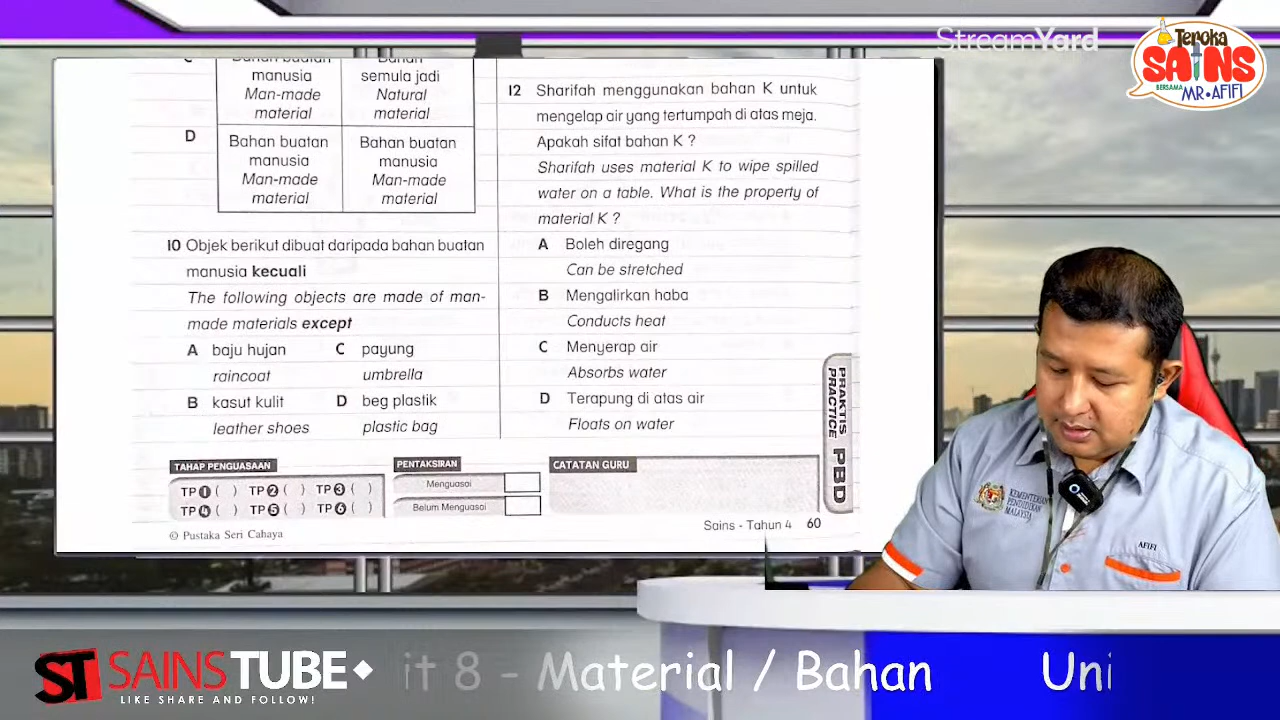 StreamYard
Teroka
SAiNS
BERSAMA
MR•AFIFI
manusia
Man-made
material
semula jadi
Natural
material
D
Bahan buatan
manusia
Man-made
material
Bahan buatan
manusia
Man-made
material
10 Objek berikut dibuat daripada bahan buatan
manusia kecuali
The following objects are made of man-
made materials except
A baju hujan C payung
raincoat umbrella
B kasut kulit D beg plastik
leather shoes plastic bag
12 Sharifah menggunakan bahan K untuk
mengelap air yang tertumpah di atas meja.
Apakah sifat bahan K ?
Sharifah uses material K to wipe spilled
water on a table. What is the property of
material K ?
A Boleh diregang
Can be stretched
B Mengalirkan haba
Conducts heat
C Menyerap air
Absorbs water
D Terapung di atas air
Floats on water
PRAKTIS PBD
PRACTICE
TAHAP PENGUASAAN
TP1 ( ) TP2 ( ) TP3 ( )
TP4 ( ) TP5 ( ) TP6 ( )
PENTAKSIRAN
Menguasai
Belum Menguasai
CATATAN GURU
Sains - Tahun 4 60
© Pustaka Seri Cahaya
KEMENTERIAN
PENDIDIKAN
MALAYSIA
AFIFI
ST SAINSTUBE
LIKE SHARE AND FOLLOW!
it 8 - Material / Bahan Uni